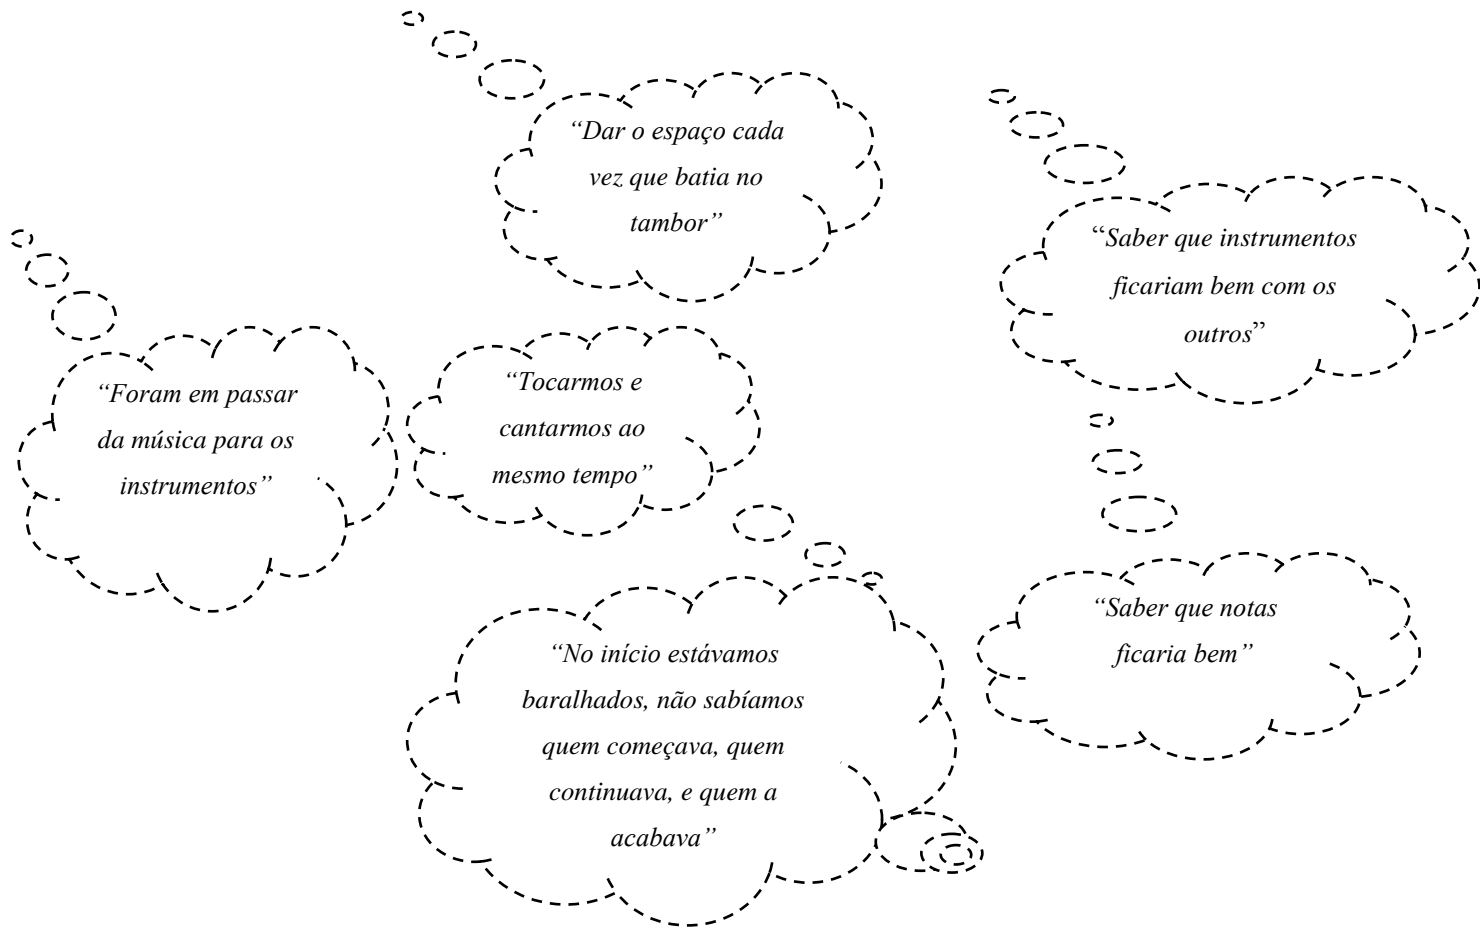 “Dar o espaço cada
vez que batia no
tambor”
“Saber que instrumentos
ficariam bem com os
outros”
“Foram em passar
da música para os
instrumentos”
“Tocarmos e
cantarmos ao
mesmo tempo”
“Saber que notas
ficaria bem”
“No início estávamos
baralhados, não sabíamos
quem começava, quem
continuava, e quem a
acabava”